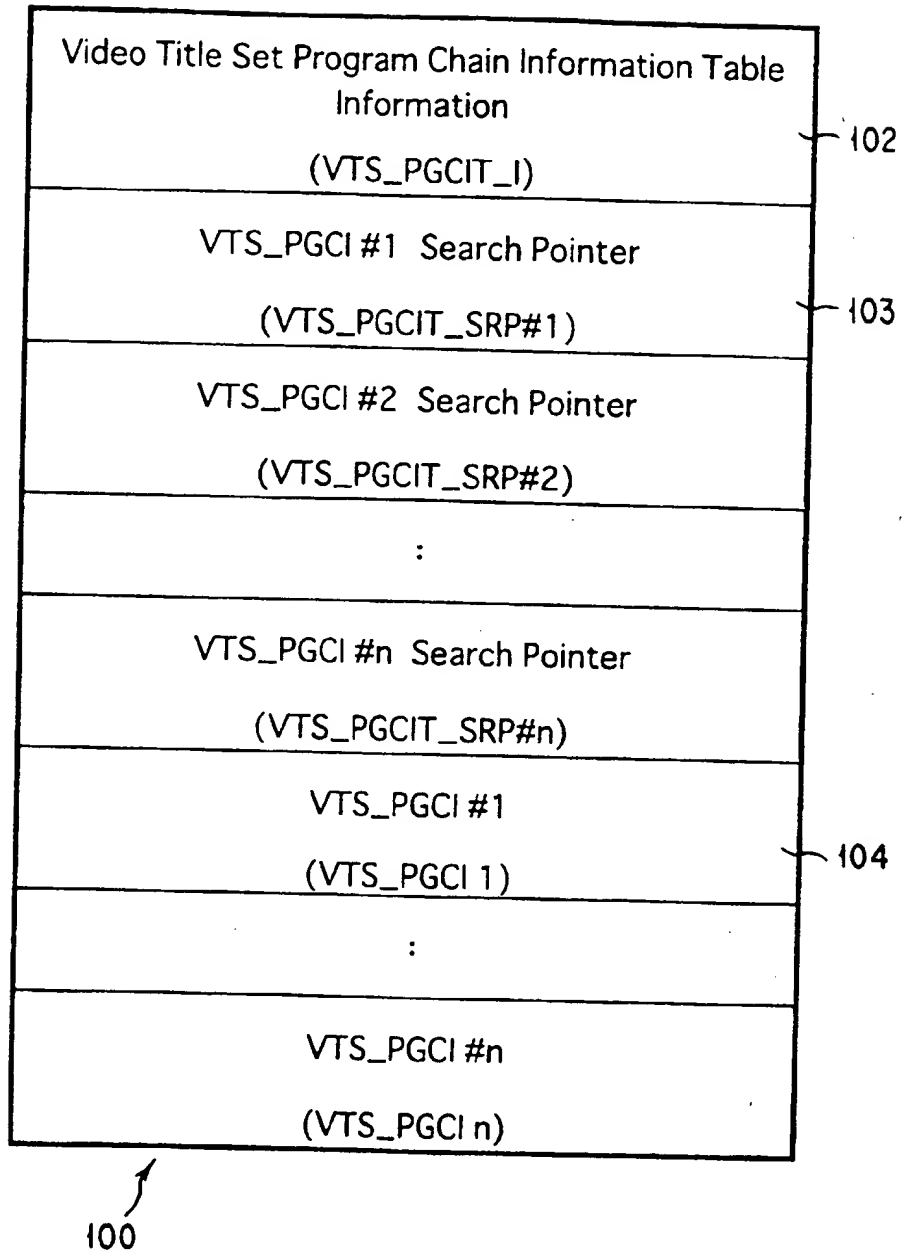 Video Title Set Program Chain Information Table
Information
(VTS_PGCIT_I)
102
VTS_PGCI #1 Search Pointer
(VTS_PGCIT_SRP#1)
103
VTS_PGCI #2 Search Pointer
(VTS_PGCIT_SRP#2)
:
VTS_PGCI #n Search Pointer
(VTS_PGCIT_SRP#n)
VTS_PGCI #1
(VTS_PGCI 1)
104
:
VTS_PGCI #n
(VTS_PGCI n)
100